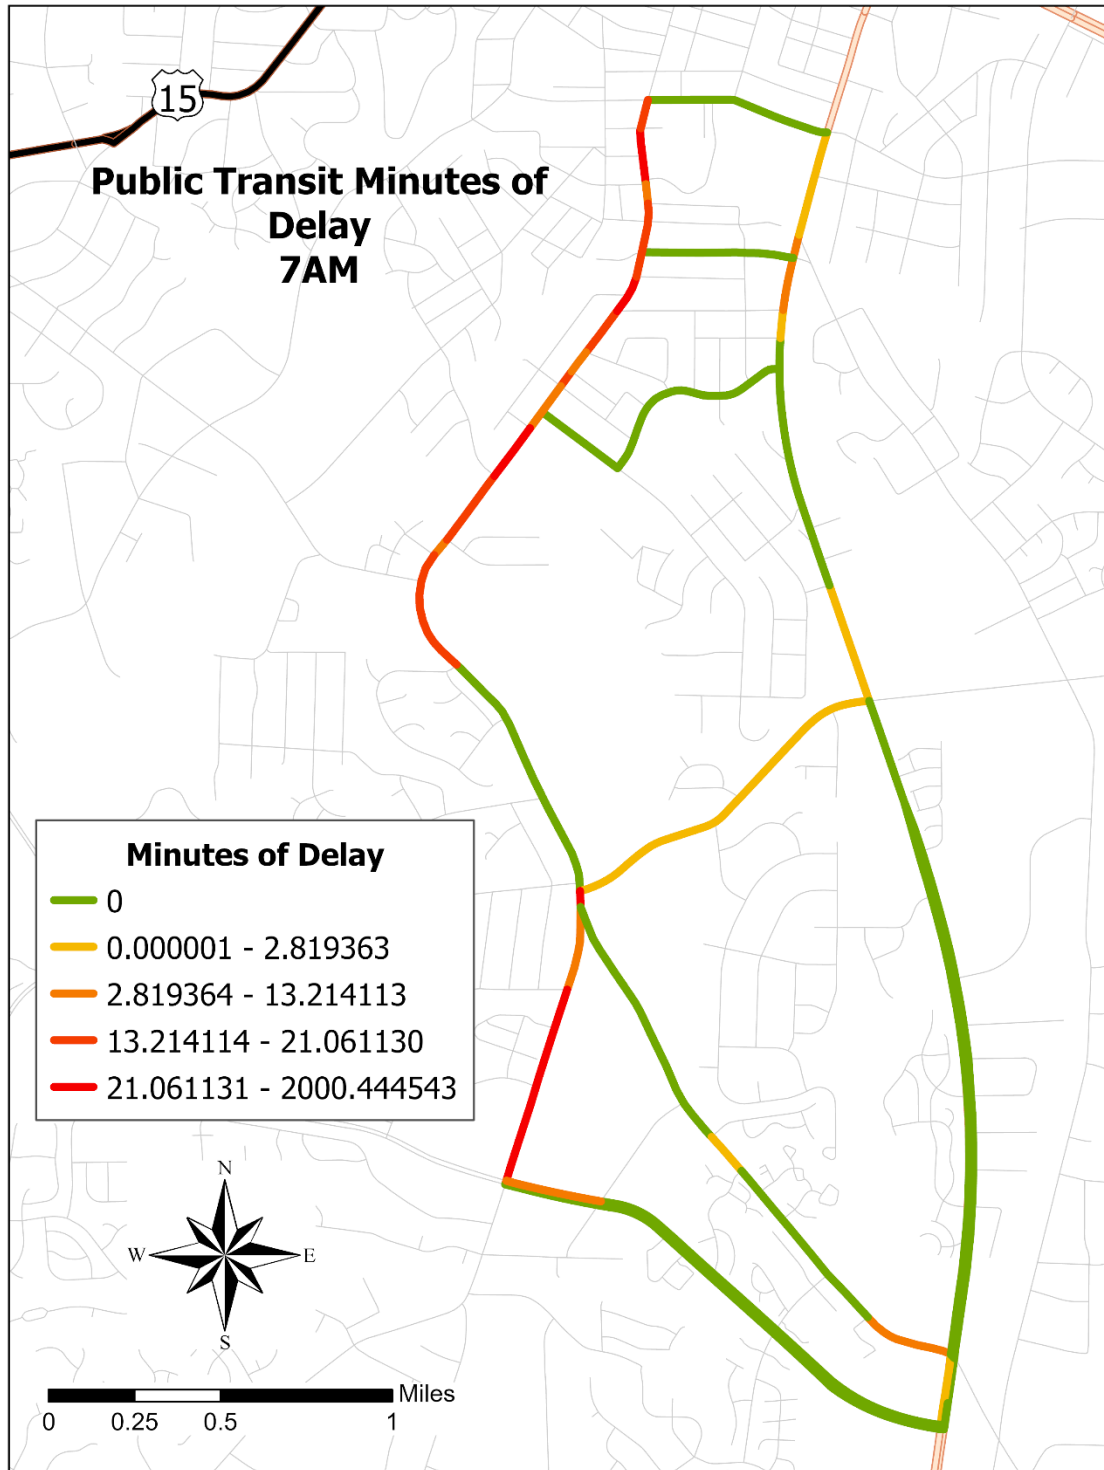 15
Public Transit Minutes of
Delay
7AM
Minutes of Delay
0
0.000001 - 2.819363
2.819364 - 13.214113
13.214114 - 21.061130
21.061131 - 2000.444543
N
W E
S
Miles
0 0.25 0.5 1